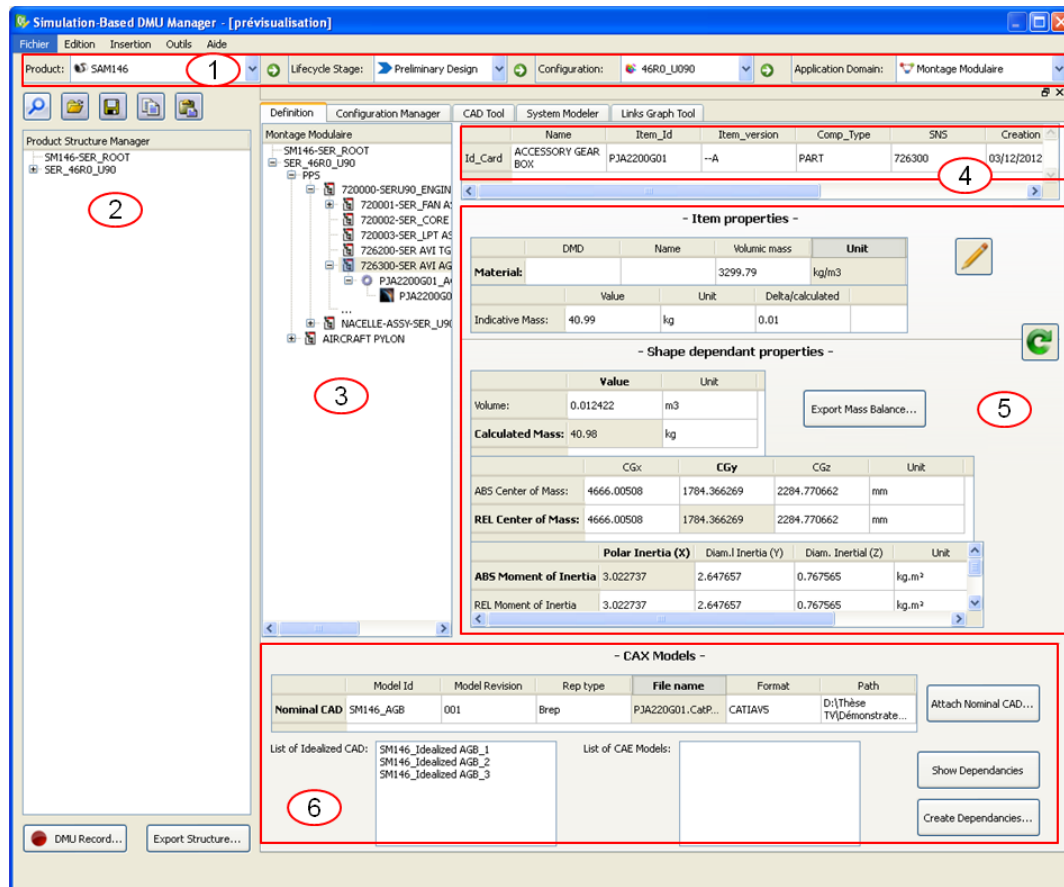 Simulation-Based DMU Manager - [prévisualisation]
Fichier Edition Insertion Outils Aide
Product: SAM146 1 Lifecycle Stage: Preliminary Design Configuration: 46R0_U090 Application Domain: Montage Modulaire
Definition Configuration Manager CAD Tool System Modeler Links Graph Tool
Product Structure Manager
SM146-SER_ROOT
SER_46R0_U90
2
Montage Modulaire
SM146-SER_ROOT
SER_46R0_U90
PPS
720000-SERU90_ENGIN
720001-SER_FAN A
720002-SER_CORE
720003-SER_LPT AS
726200-SER AVI TG
726300-SER AVI AG
PJA2200G01_A
PJA2200G0
...
NACELLE-ASSY-SER_U90
AIRCRAFT PYLON
3
Name Item_Id Item_version Comp_Type SNS Creation
Id_Card ACCESSORY GEAR BOX PJA2200G01 --A PART 726300 03/12/2012
4
- Item properties -
DMD Name Volumic mass Unit
Material: 3299.79 kg/m3
Value Unit Delta/calculated
Indicative Mass: 40.99 kg 0.01
- Shape dependant properties -
Value Unit
Volume: 0.012422 m3
Calculated Mass: 40.98 kg
Export Mass Balance...
5
CGx CGy CGz Unit
ABS Center of Mass: 4666.00508 1784.366269 2284.770662 mm
REL Center of Mass: 4666.00508 1784.366269 2284.770662 mm
Polar Inertia (X) Diam.l Inertia (Y) Diam. Inertial (Z) Unit
ABS Moment of Inertia 3.022737 2.647657 0.767565 kg.m²
REL Moment of Inertia 3.022737 2.647657 0.767565 kg.m²
- CAX Models -
Model Id Model Revision Rep type File name Format Path
Nominal CAD SM146_AGB 001 Brep PJA220G01.CatP... CATIAV5 D:\Thèse TV\Démonstrate...
Attach Nominal CAD...
List of Idealized CAD:
SM146_Idealized AGB_1
SM146_Idealized AGB_2
SM146_Idealized AGB_3
List of CAE Models:
Show Dependancies
Create Dependancies...
6
DMU Record... Export Structure...